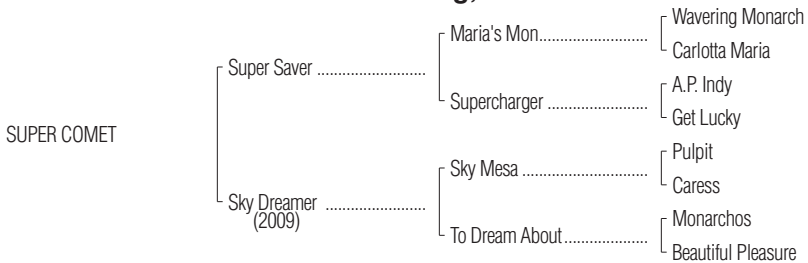 Wavering Monarch
Maria's Mon
Carlotta Maria
Super Saver
A.P. Indy
Supercharger
Get Lucky
SUPER COMET
Pulpit
Sky Mesa
Caress
Sky Dreamer
(2009)
Monarchos
To Dream About
Beautiful Pleasure